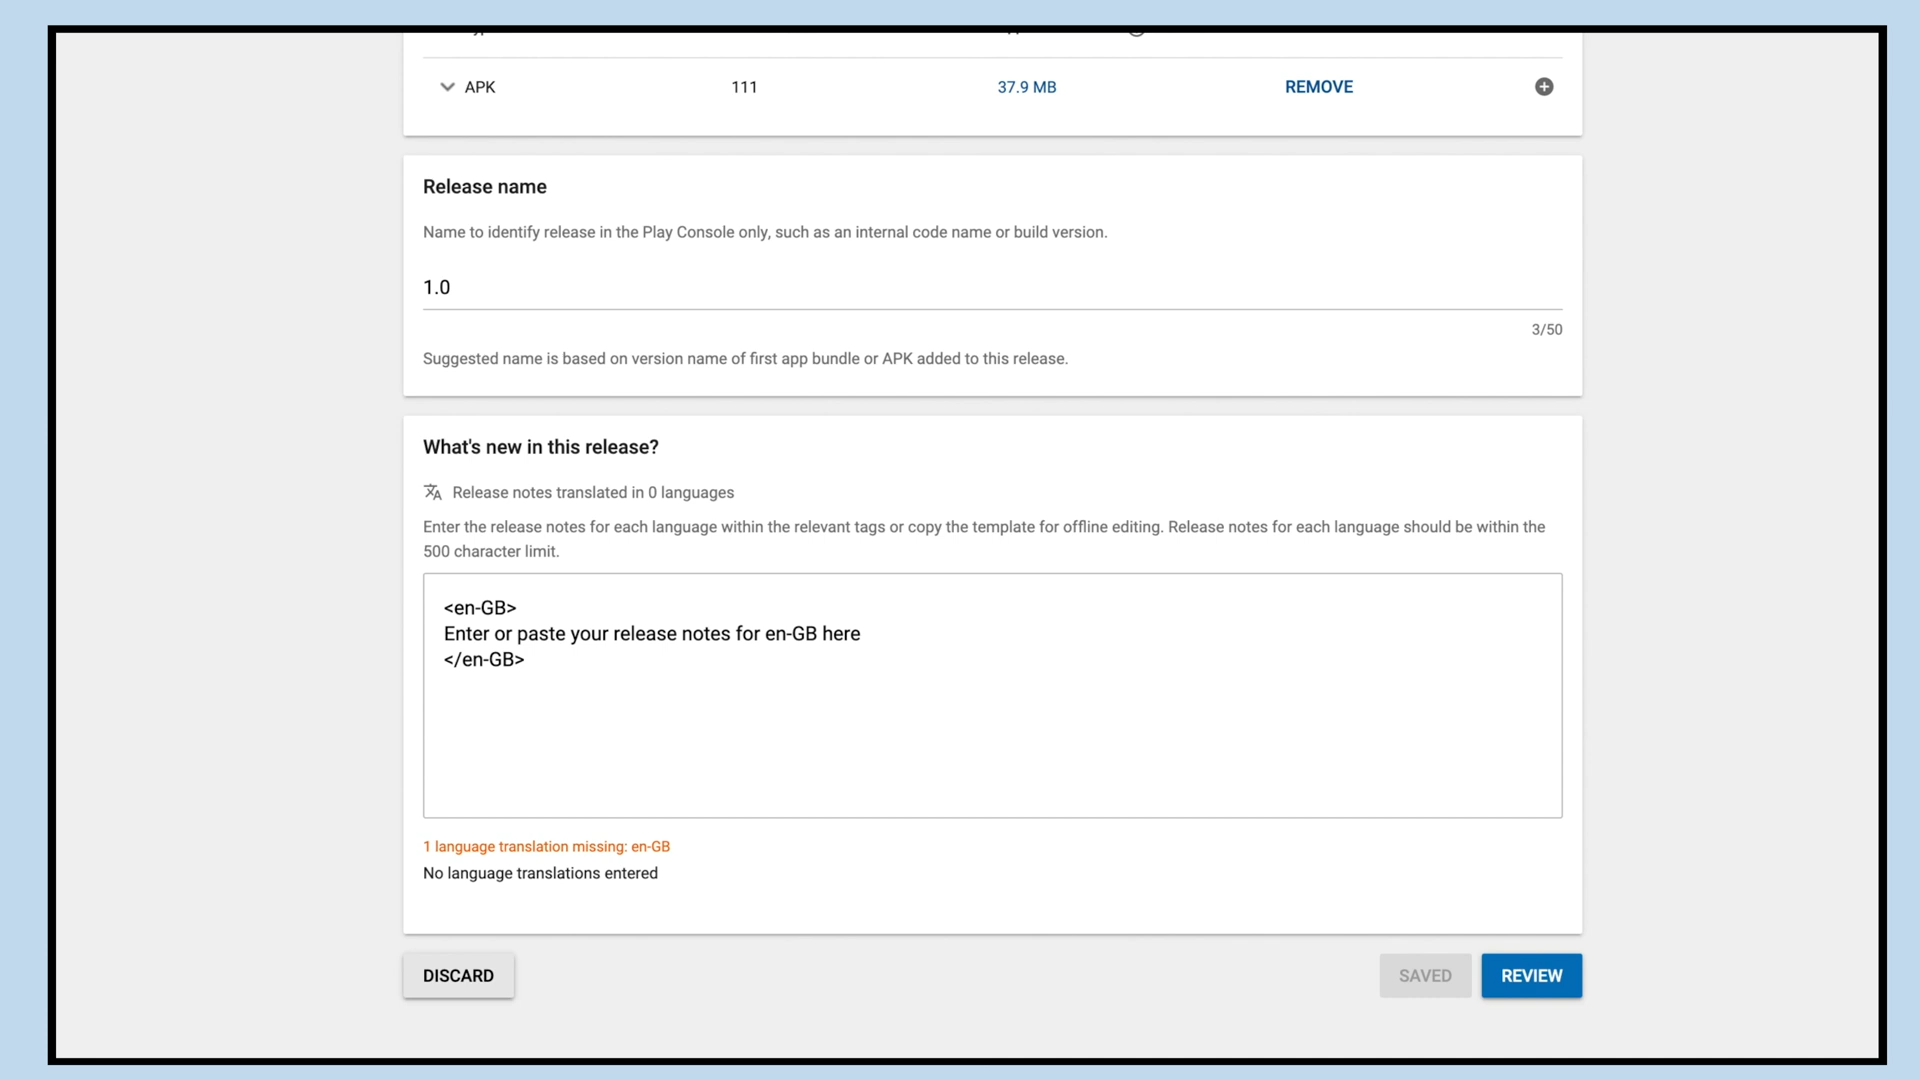 APK 111 37.9 MB REMOVE
Release name
Name to identify release in the Play Console only, such as an internal code name or build version.
1.0
3/50
Suggested name is based on version name of first app bundle or APK added to this release.
What's new in this release?
Release notes translated in 0 languages
Enter the release notes for each language within the relevant tags or copy the template for offline editing. Release notes for each language should be within the
500 character limit.
<en-GB>
Enter or paste your release notes for en-GB here
</en-GB>
1 language translation missing: en-GB
No language translations entered
DISCARD SAVED REVIEW